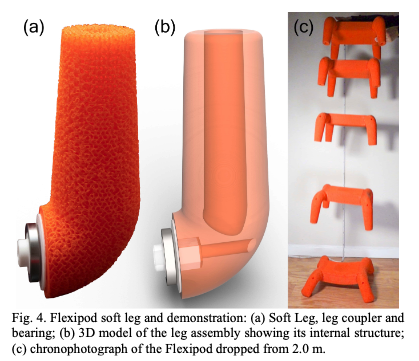 (a)
(b)
(c)
Fig. 4. Flexipod soft leg and demonstration: (a) Soft Leg, leg coupler and
bearing; (b) 3D model of the leg assembly showing its internal structure;
(c) chronophotograph of the Flexipod dropped from 2.0 m.